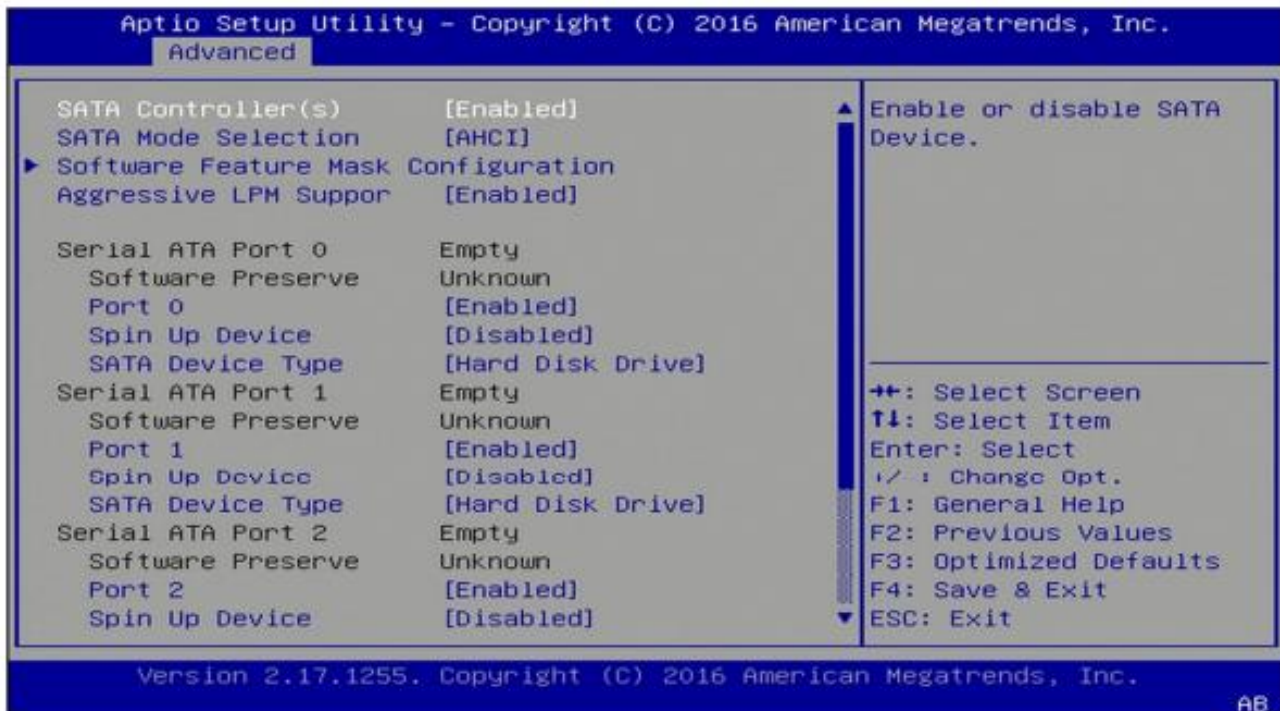 Aptio Setup Utility - Copyright (C) 2016 American Megatrends, Inc.
Advanced
SATA Controller(s) [Enabled]
SATA Mode Selection [AHCI]
▶ Software Feature Mask Configuration
Aggressive LPM Suppor [Enabled]
Serial ATA Port 0 Empty
Software Preserve Unknown
Port 0 [Enabled]
Spin Up Device [Disabled]
SATA Device Type [Hard Disk Drive]
Serial ATA Port 1 Empty
Software Preserve Unknown
Port 1 [Enabled]
Spin Up Device [Disabled]
SATA Device Type [Hard Disk Drive]
Serial ATA Port 2 Empty
Software Preserve Unknown
Port 2 [Enabled]
Spin Up Device [Disabled]
Enable or disable SATA
Device.
→←: Select Screen
↑↓: Select Item
Enter: Select
+/-: Change Opt.
F1: General Help
F2: Previous Values
F3: Optimized Defaults
F4: Save & Exit
ESC: Exit
Version 2.17.1255. Copyright (C) 2016 American Megatrends, Inc.
AB